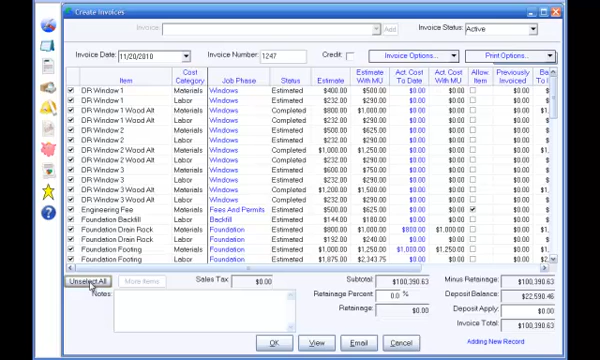 Create Invoices
Invoice: Add Invoice Status: Active
Invoice Date: 11/20/2010 Invoice Number: 1247 Credit: Invoice Options... Print Options...
Item Cost Category Job Phase Status Estimate Estimate With MU Act. Cost To Date Act. Cost With MU Allow. Item Previously Invoiced
DR Window 1 Materials Windows Estimated $400.00 $500.00 $0.00 $0.00 $0.00
DR Window 1 Labor Windows Estimated $232.00 $290.00 $0.00 $0.00 $0.00
DR Window 1 Wood Alt Materials Windows Completed $800.00 $1,000.00 $0.00 $0.00 $0.00
DR Window 1 Wood Alt Labor Windows Completed $232.00 $290.00 $0.00 $0.00 $0.00
DR Window 2 Materials Windows Estimated $500.00 $625.00 $0.00 $0.00 $0.00
DR Window 2 Labor Windows Estimated $232.00 $290.00 $0.00 $0.00 $0.00
DR Window 2 Wood Alt Materials Windows Completed $1,000.00 $1,250.00 $0.00 $0.00 $0.00
DR Window 2 Wood Alt Labor Windows Completed $232.00 $290.00 $0.00 $0.00 $0.00
DR Window 3 Materials Windows Estimated $600.00 $750.00 $0.00 $0.00 $0.00
DR Window 3 Labor Windows Estimated $232.00 $290.00 $0.00 $0.00 $0.00
DR Window 3 Wood Alt Materials Windows Completed $1,200.00 $1,500.00 $0.00 $0.00 $0.00
DR Window 3 Wood Alt Labor Windows Completed $232.00 $290.00 $0.00 $0.00 $0.00
Engineering Fee Materials Fees And Permits Estimated $500.00 $625.00 $0.00 $0.00 $0.00
Foundation Backfill Labor Backfill Estimated $144.00 $180.00 $0.00 $0.00 $0.00
Foundation Drain Rock Materials Foundation Estimated $800.00 $1,000.00 $800.00 $1,000.00 $0.00
Foundation Drain Rock Labor Foundation Estimated $192.00 $240.00 $0.00 $0.00 $0.00
Foundation Footing Materials Foundation Estimated $1,000.00 $1,250.00 $1,000.00 $1,250.00 $0.00
Foundation Footing Labor Foundation Estimated $1,875.00 $2,343.75 $0.00 $0.00 $0.00
Unselect All More Items Sales Tax $0.00 Subtotal: $100,390.63 Minus Retainage: $100,390.63
Notes: Retainage Percent 0.0 % Deposit Balance: $22,590.46
Retainage: $0.00 Deposit Apply: $0.00
Invoice Total: $100,390.63
OK View Email Cancel Adding New Record